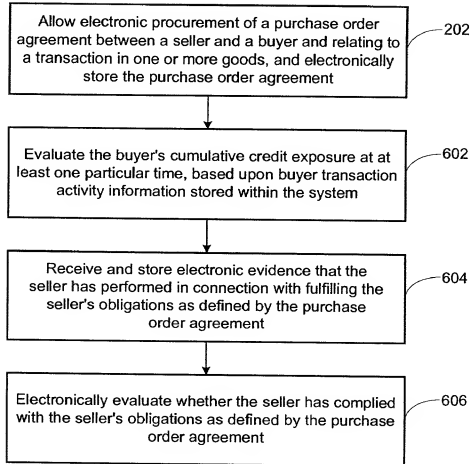 Allow electronic procurement of a purchase order
agreement between a seller and a buyer and relating to
a transaction in one or more goods, and electronically
store the purchase order agreement
202
Evaluate the buyer's cumulative credit exposure at at
least one particular time, based upon buyer transaction
activity information stored within the system
602
Receive and store electronic evidence that the
seller has performed in connection with fulfilling the
seller's obligations as defined by the purchase
order agreement
604
Electronically evaluate whether the seller has complied
with the seller's obligations as defined by the purchase
order agreement
606